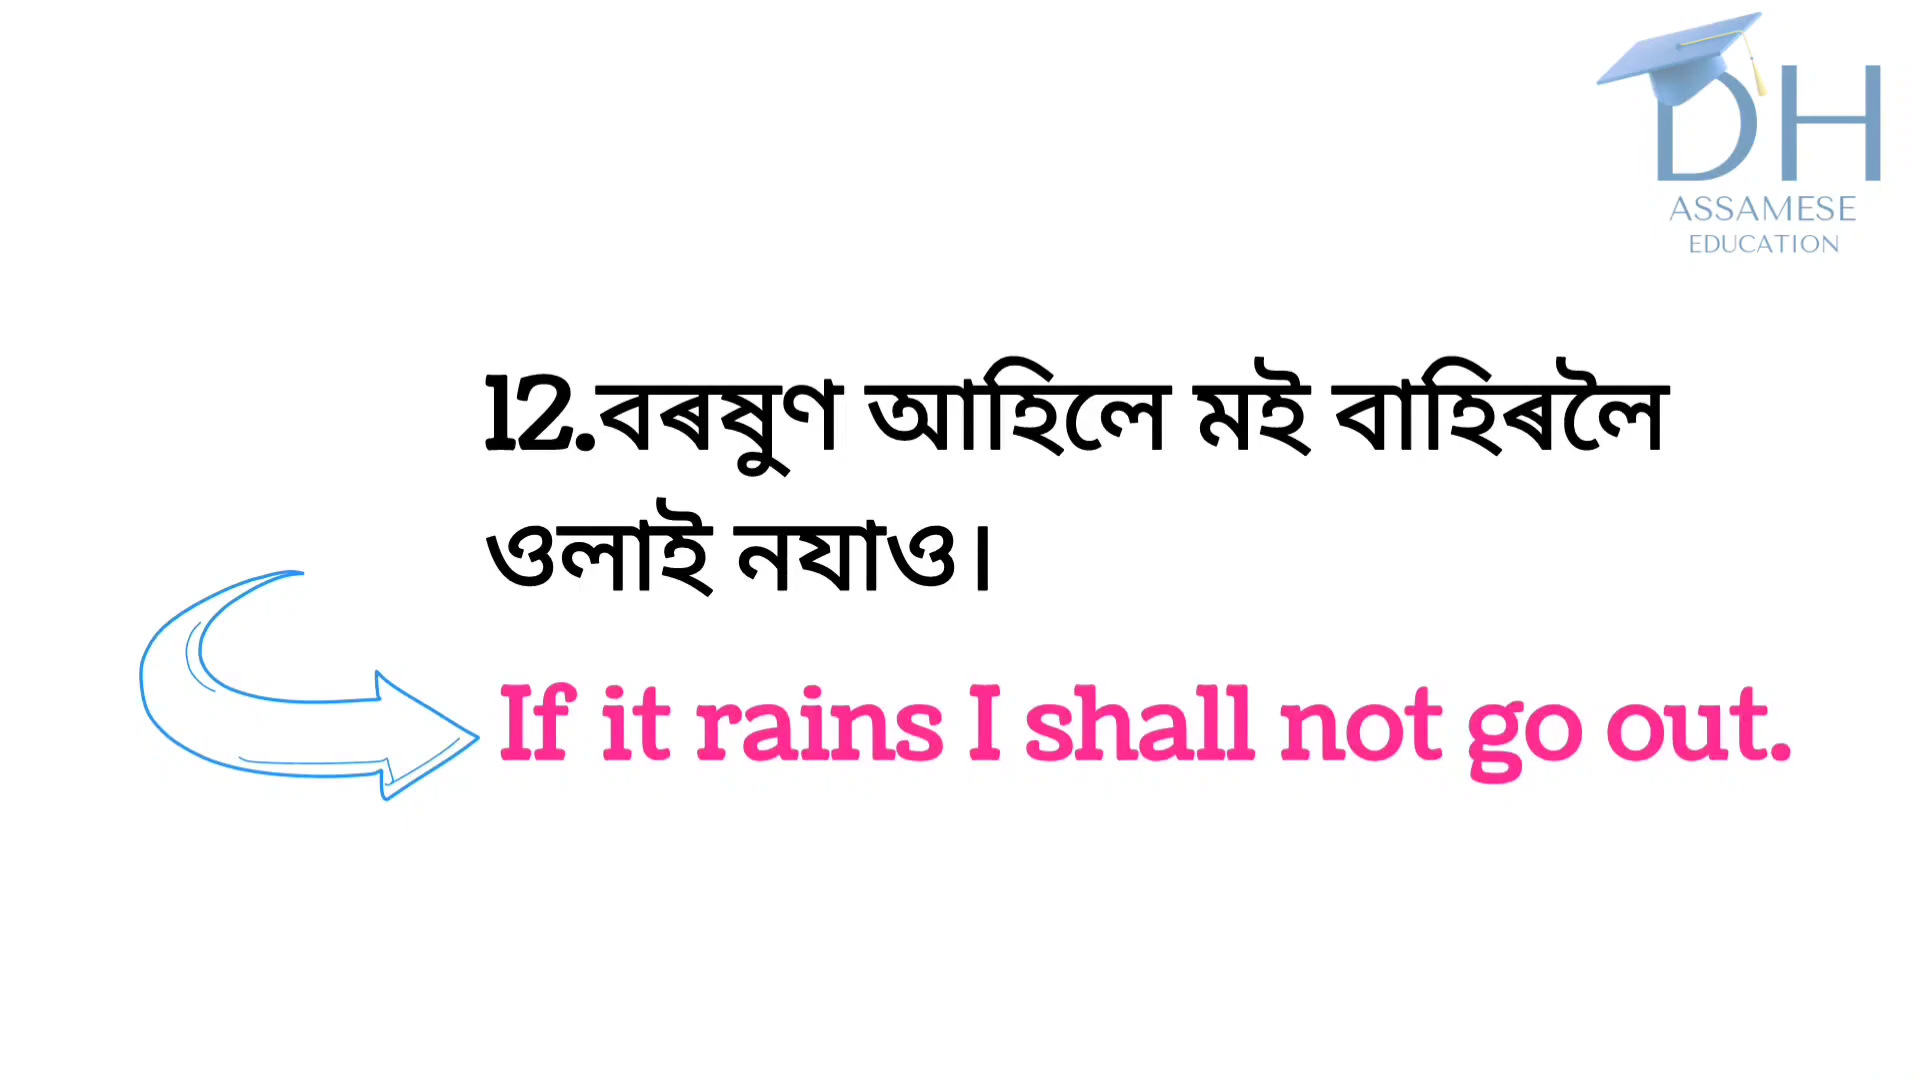 DH
ASSAMESE
EDUCATION
12.বৰষুণ আহিলে মই বাহিৰলৈ
ওলাই নযাও।
If it rains I shall not go out.